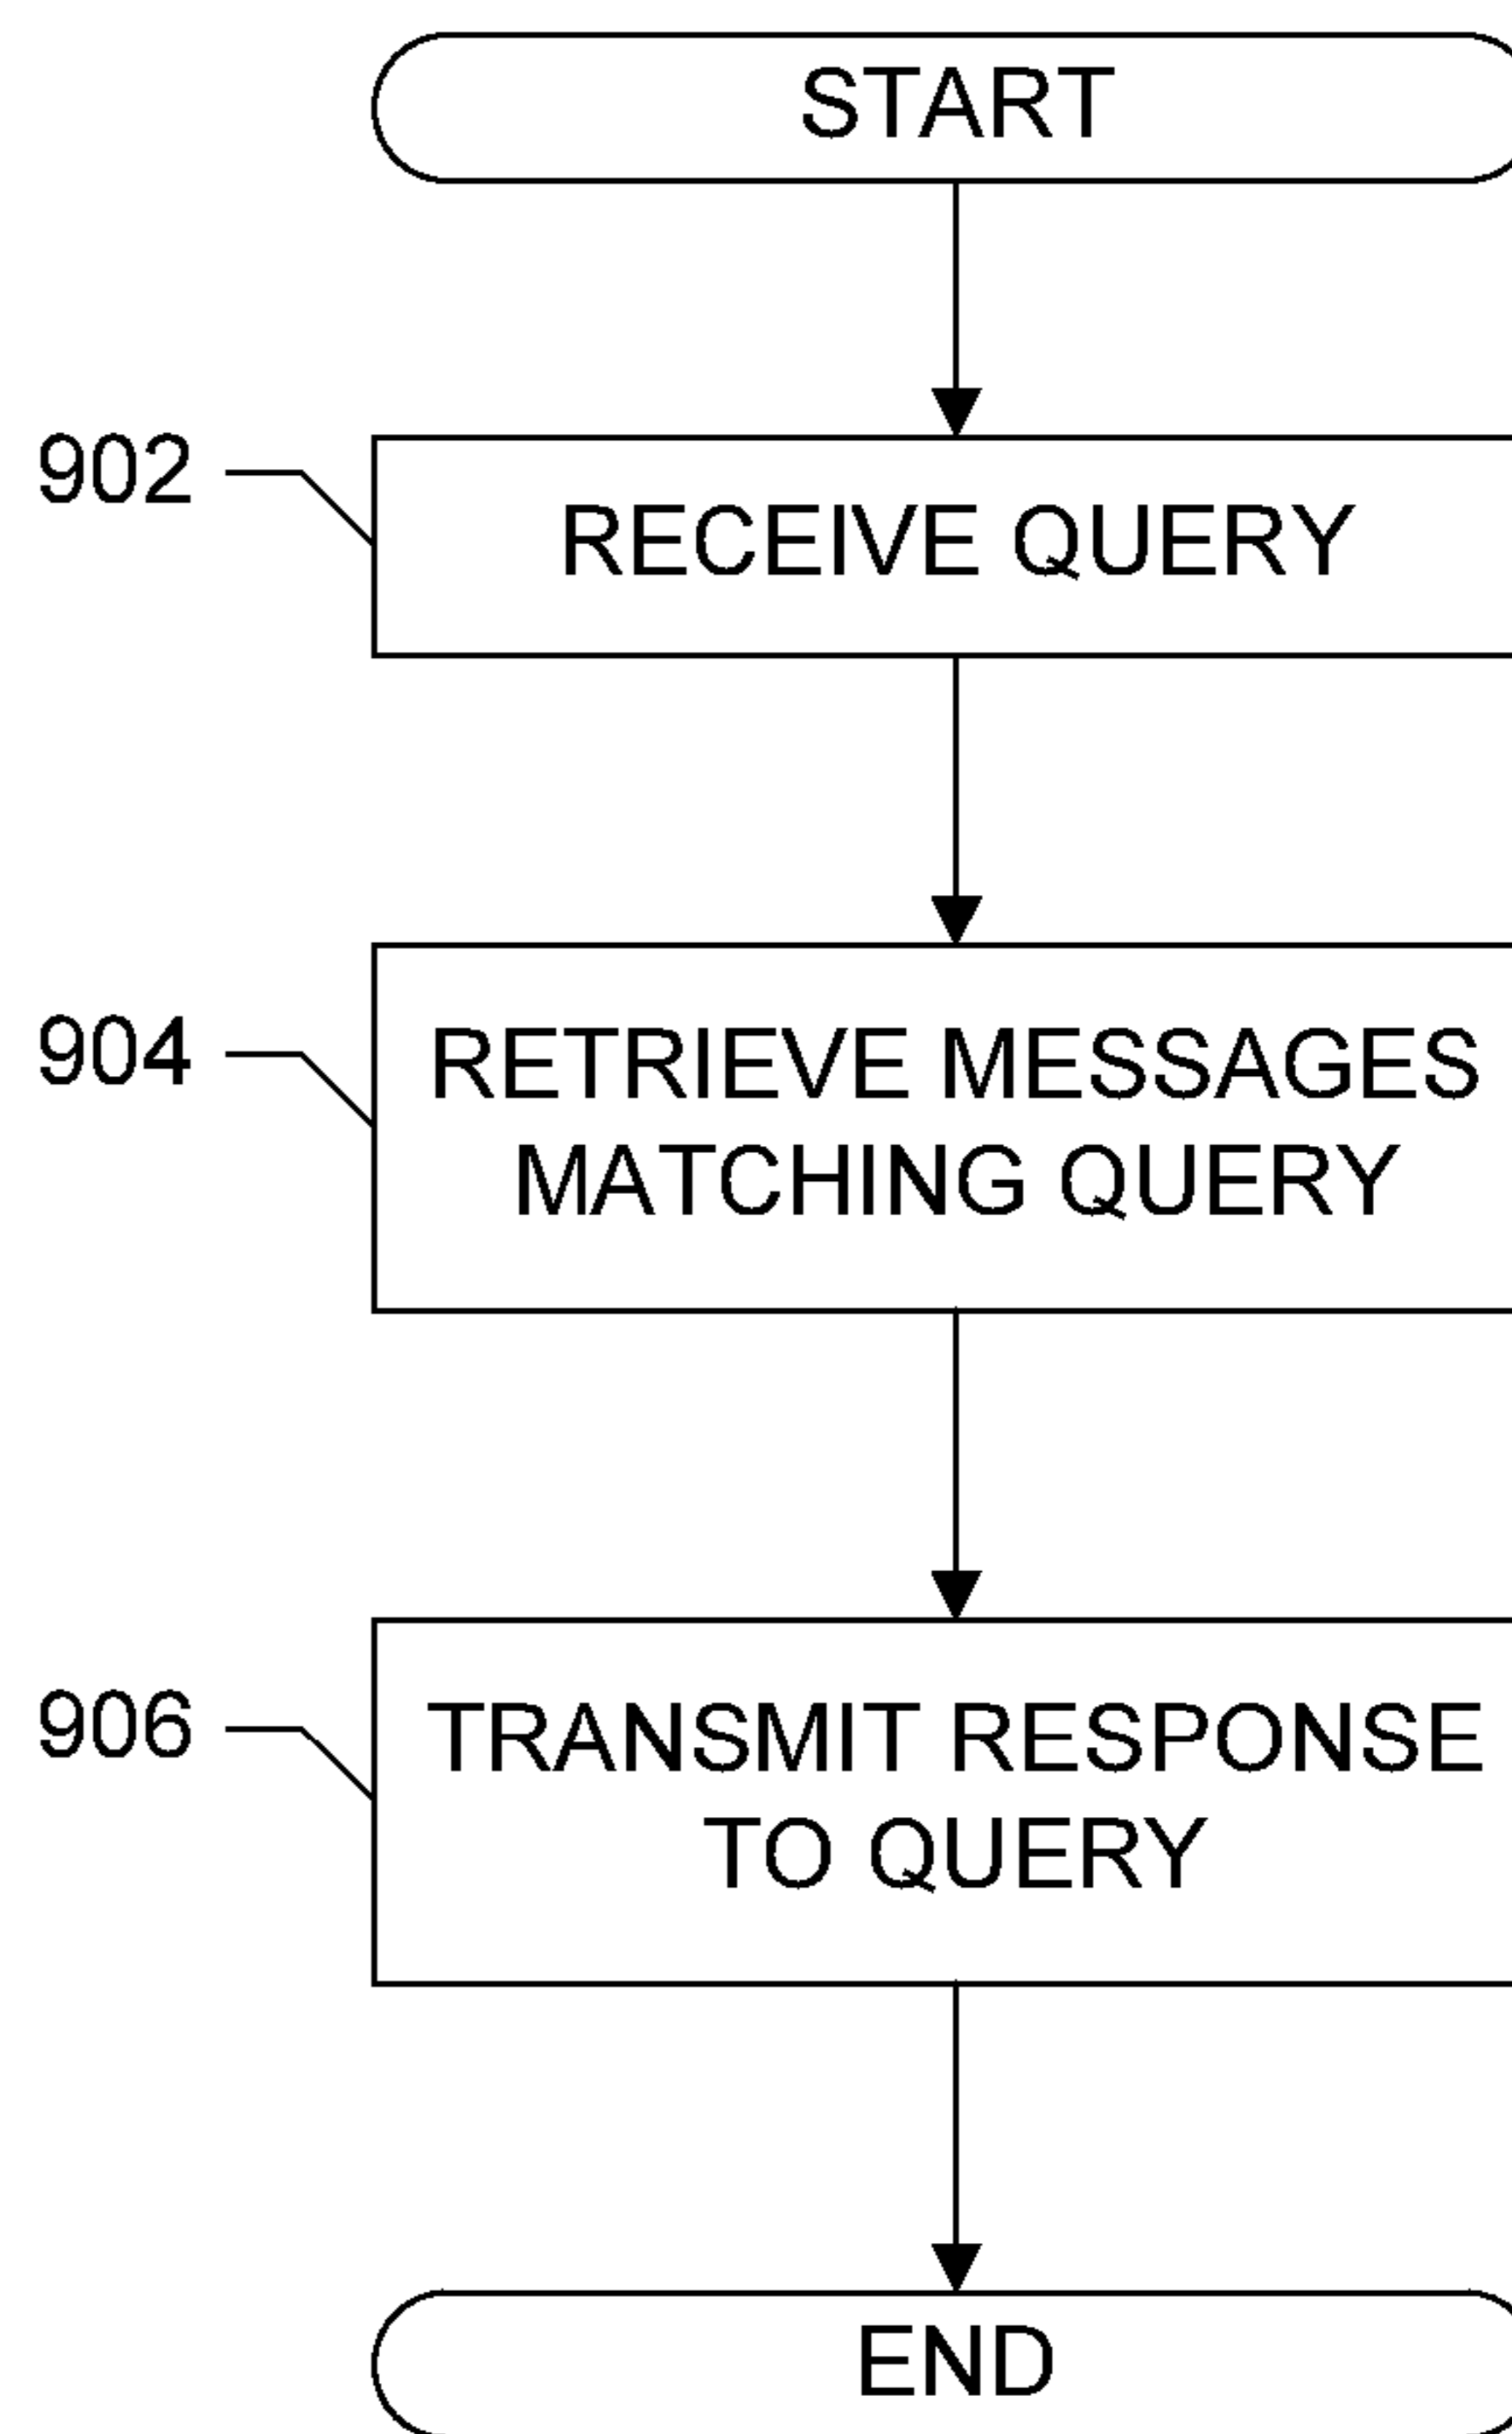 START
902
RECEIVE QUERY
904
RETRIEVE MESSAGES
MATCHING QUERY
906
TRANSMIT RESPONSE
TO QUERY
END